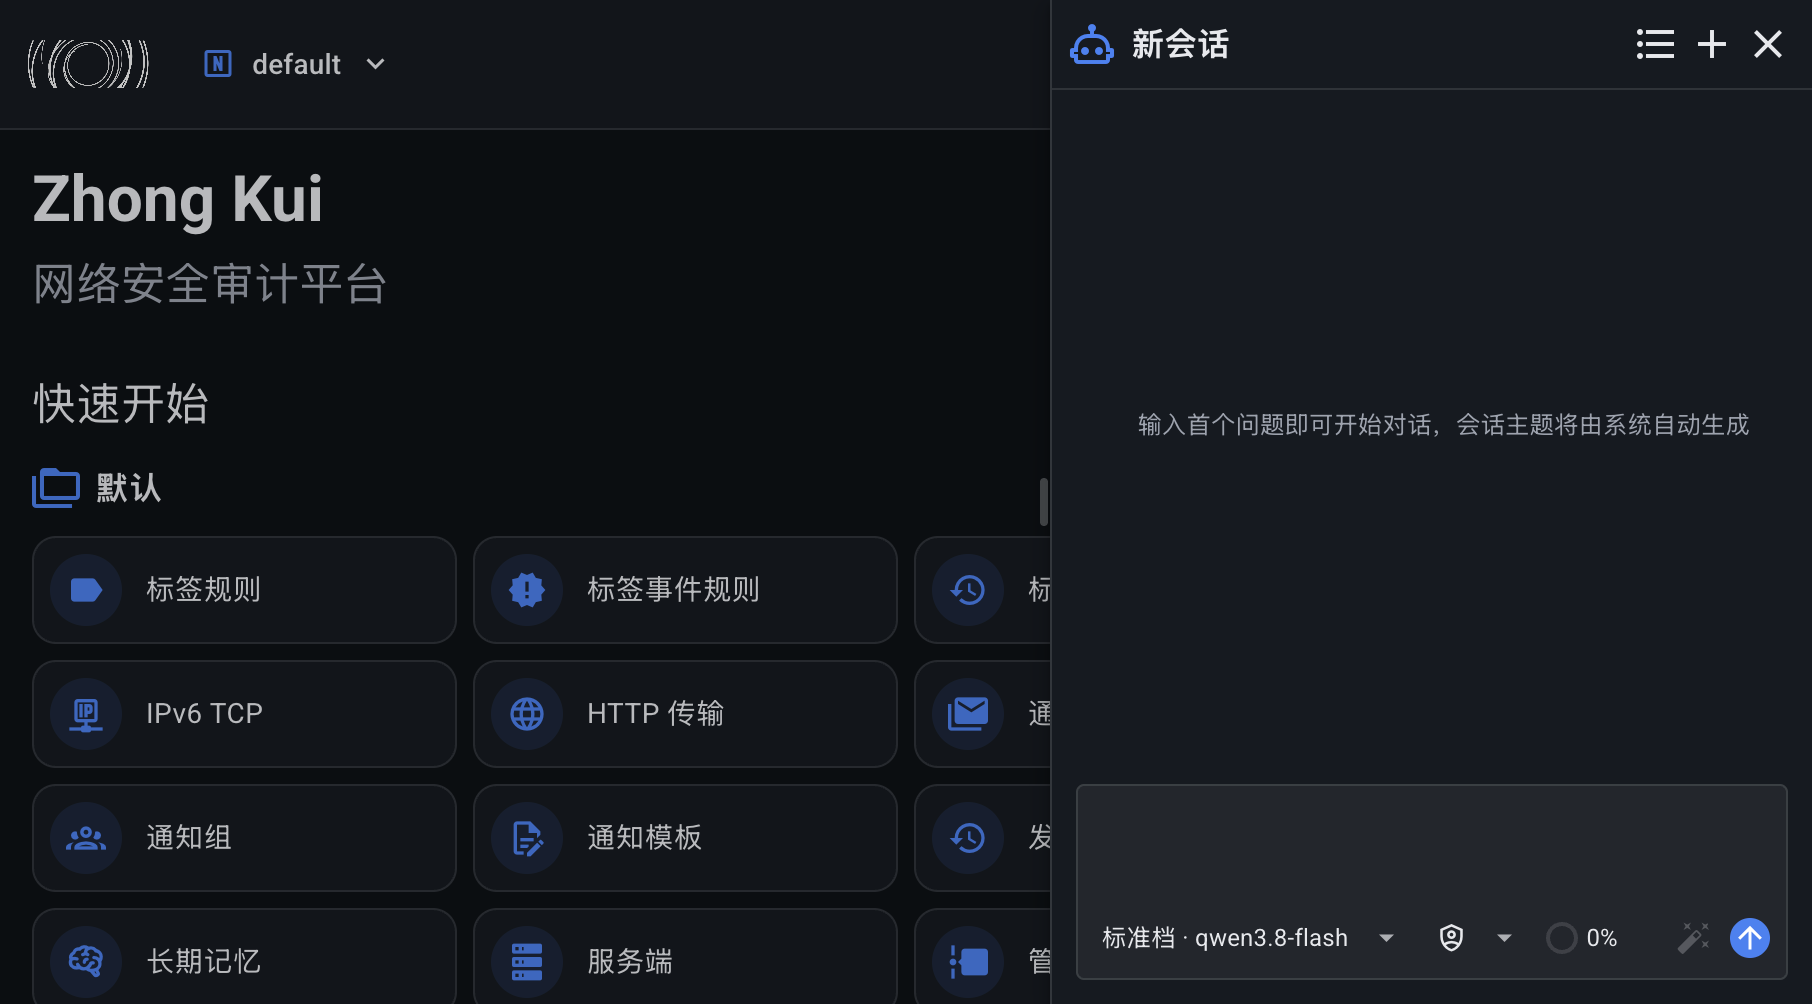 N default
Zhong Kui
网络安全审计平台
快速开始
默认
标签规则
标签事件规则
标
IPv6 TCP
HTTP 传输
通
通知组
通知模板
发
长期记忆
服务端
管
新会话
输入首个问题即可开始对话，会话主题将由系统自动生成
标准档 · qwen3.8-flash
0%